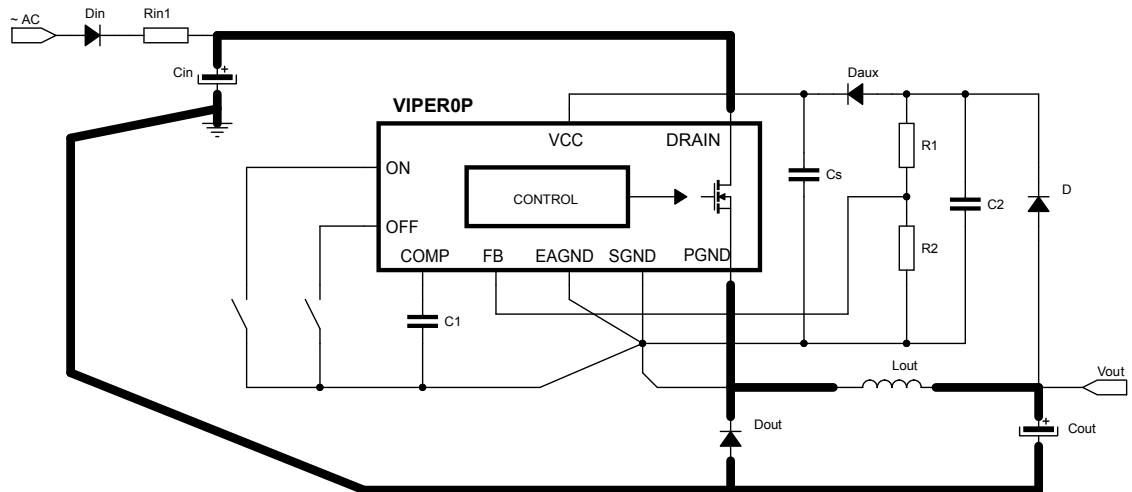 ~ AC
Din
Rin1
Cin
+
VIPER0P
Daux
VCC
DRAIN
R1
ON
CONTROL
Cs
C2
D
OFF
R2
COMP
FB
EAGND
SGND
PGND
C1
Lout
Vout
Dout
+
Cout